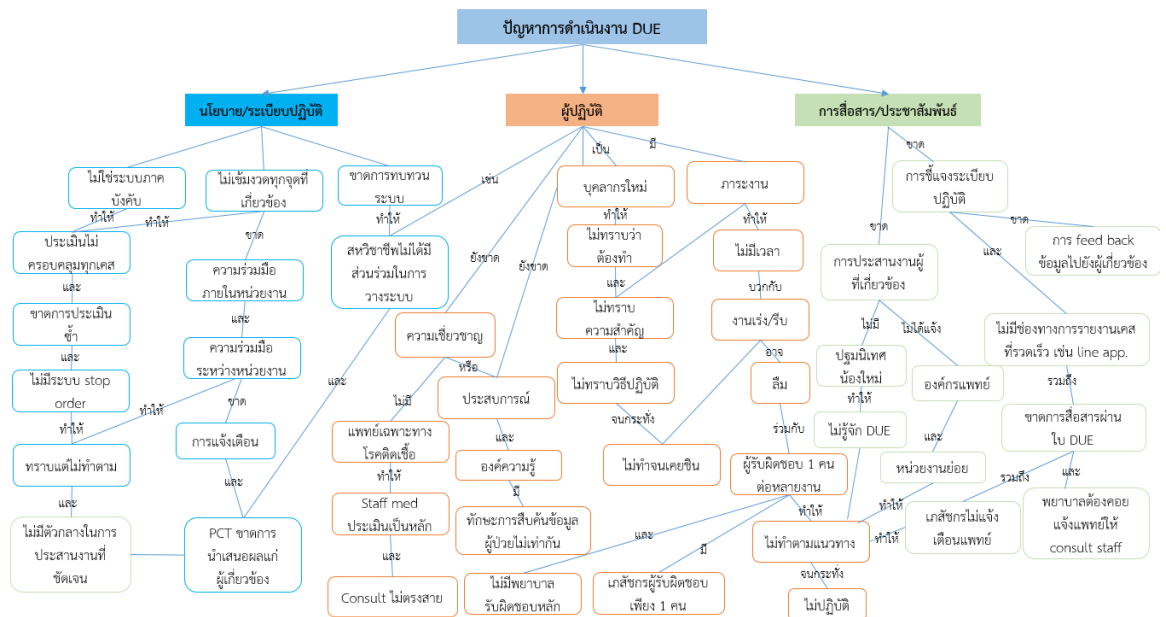 ปัญหาการดำเนินงาน DUE
นโยบาย/ระเบียบปฏิบัติ
ผู้ปฏิบัติ
การสื่อสาร/ประชาสัมพันธ์
ไม่ใช่ระบบภาค
บังคับ
ทำให้
ไม่เข้มงวดทุกจุดที่
เกี่ยวข้อง
ทำให้
ประเมินไม่
ครอบคลุมทุกเคส
และ
ขาดการประเมิน
ซ้ำ
และ
ไม่มีระบบ stop
order
ทำให้
ทราบแต่ไม่ทำตาม
และ
ไม่มีตัวกลางในการ
ประสานงานที่
ชัดเจน
ขาด
ความร่วมมือ
ภายในหน่วยงาน
และ
ความร่วมมือ
ระหว่างหน่วยงาน
ทำให้
ขาด
การแจ้งเตือน
และ
PCT ขาดการ
นำเสนอผลแก่
ผู้เกี่ยวข้อง
ขาดการทบทวน
ระบบ
ทำให้
สหวิชาชีพไม่ได้มี
ส่วนร่วมในการ
วางระบบ
และ
เช่น
ยังขาด
ความเชี่ยวชาญ
หรือ
ไม่มี
แพทย์เฉพาะทาง
โรคติดเชื้อ
ทำให้
Staff med
ประเมินเป็นหลัก
และ
Consult ไม่ตรงสาย
ยังขาด
ประสบการณ์
และ
องค์ความรู้
มี
ทักษะการสืบค้นข้อมูล
ผู้ป่วยไม่เท่ากัน
เป็น
บุคลากรใหม่
ทำให้
ไม่ทราบว่า
ต้องทำ
และ
ไม่ทราบ
ความสำคัญ
และ
ไม่ทราบวิธีปฏิบัติ
จนกระทั่ง
ไม่ทำจนเคยชิน
มี
ภาระงาน
ทำให้
ไม่มีเวลา
บวกกับ
งานเร่ง/รีบ
อาจ
ลืม
ร่วมกับ
ผู้รับผิดชอบ 1 คน
ต่อหลายงาน
และ
ไม่มีพยาบาล
รับผิดชอบหลัก
มี
เภสัชกรผู้รับผิดชอบ
เพียง 1 คน
ทำให้
ไม่ทำตามแนวทาง
จนกระทั่ง
ไม่ปฏิบัติ
ขาด
การประสานงานผู้
ที่เกี่ยวข้อง
ไม่มี
ปฐมนิเทศ
น้องใหม่
ทำให้
ไม่รู้จัก DUE
ไม่ได้แจ้ง
องค์กรแพทย์
และ
หน่วยงานย่อย
ทำให้
ขาด
การชี้แจงระเบียบ
ปฏิบัติ
ขาด
การ feed back
ข้อมูลไปยังผู้เกี่ยวข้อง
และ
ไม่มีช่องทางการรายงานเคส
ที่รวดเร็ว เช่น line app.
รวมถึง
ขาดการสื่อสารผ่าน
ใบ DUE
รวมถึง
เภสัชกรไม่แจ้ง
เตือนแพทย์
ทำให้
และ
พยาบาลต้องคอย
แจ้งแพทย์ให้
consult staff